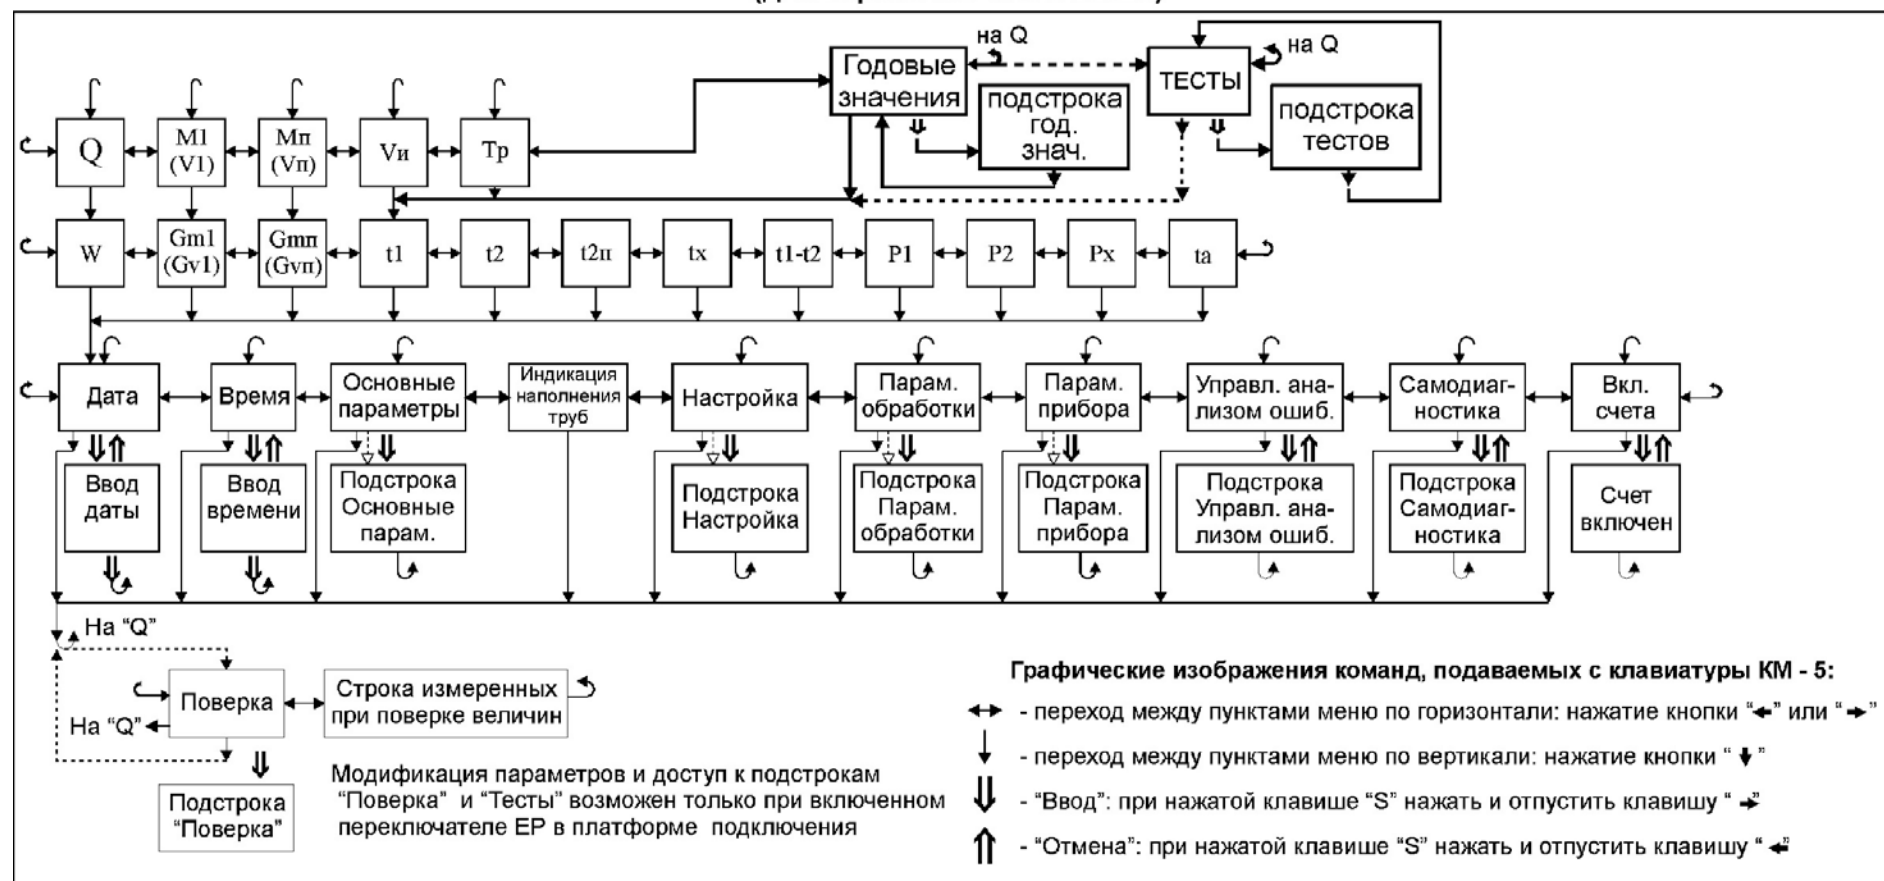 на Q
на Q
Годовые
значения
ТЕСТЫ
подстрока
год.
знач.
подстрока
тестов
Q
М1
(V1)
Мп
(Vп)
Vи
Тр
W
Gm1
(Gv1)
Gmп
(Gvп)
t1
t2
t2п
tx
t1-t2
P1
P2
Px
ta
Дата
Время
Основные
параметры
Индикация
наполнения
труб
Настройка
Парам.
обработки
Парам.
прибора
Управл. ана-
лизом ошиб.
Самодиаг-
ностика
Вкл.
счета
Ввод
даты
Ввод
времени
Подстрока
Основные
парам.
Подстрока
Настройка
Подстрока
Парам.
обработки
Подстрока
Парам.
прибора
Подстрока
Управл. ана-
лизом ошиб.
Подстрока
Самодиаг-
ностика
Счет
включен
На “Q”
Поверка
Строка измеренных
при поверке величин
На “Q”
Подстрока
“Поверка”
Модификация параметров и доступ к подстрокам
“Поверка” и “Тесты” возможен только при включенном
переключателе ЕР в платформе подключения
Графические изображения команд, подаваемых с клавиатуры КМ - 5:
- переход между пунктами меню по горизонтали: нажатие кнопки “←” или “→”
- переход между пунктами меню по вертикали: нажатие кнопки “↓”
- “Ввод”: при нажатой клавише “S” нажать и отпустить клавишу “→”
- “Отмена”: при нажатой клавише “S” нажать и отпустить клавишу “←”